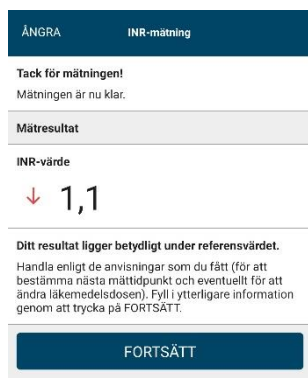 ÅNGRA INR-mätning
Tack för mätningen!
Mätningen är nu klar.
Mätresultat
INR-värde
↓ 1,1
Ditt resultat ligger betydligt under referensvärdet.
Handla enligt de anvisningar som du fått (för att
bestämma nästa mättidpunkt och eventuellt för att
ändra läkemedelsdosen). Fyll i ytterligare information
genom att trycka på FORTSÄTT.
FORTSÄTT